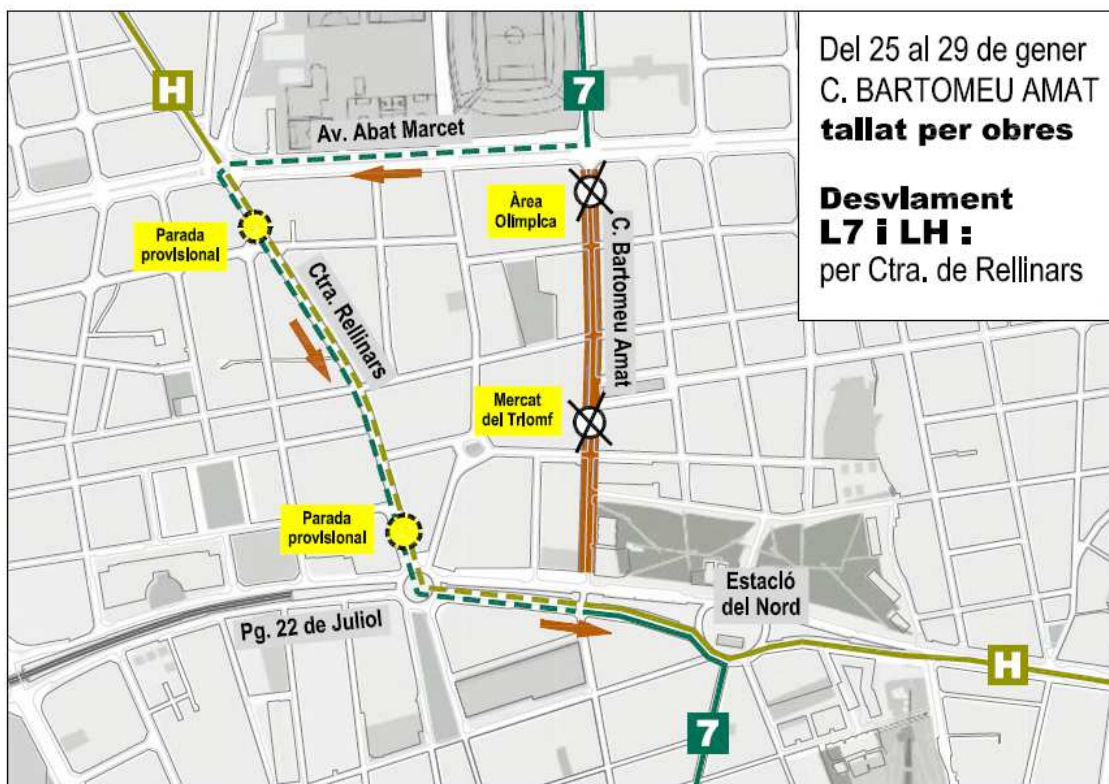 Del 25 al 29 de gener
C. BARTOMEU AMAT
tallat per obres
Desvlament
L7 i LH :
per Ctra. de Rellinars
H
7
Av. Abat Marcet
Àrea
Olímpica
Parada
provisional
C. Bartomeu Amat
Ctra. Rellinars
Mercat
del Trlomf
Parada
provisional
Estació
del Nord
Pg. 22 de Juliol
H
7